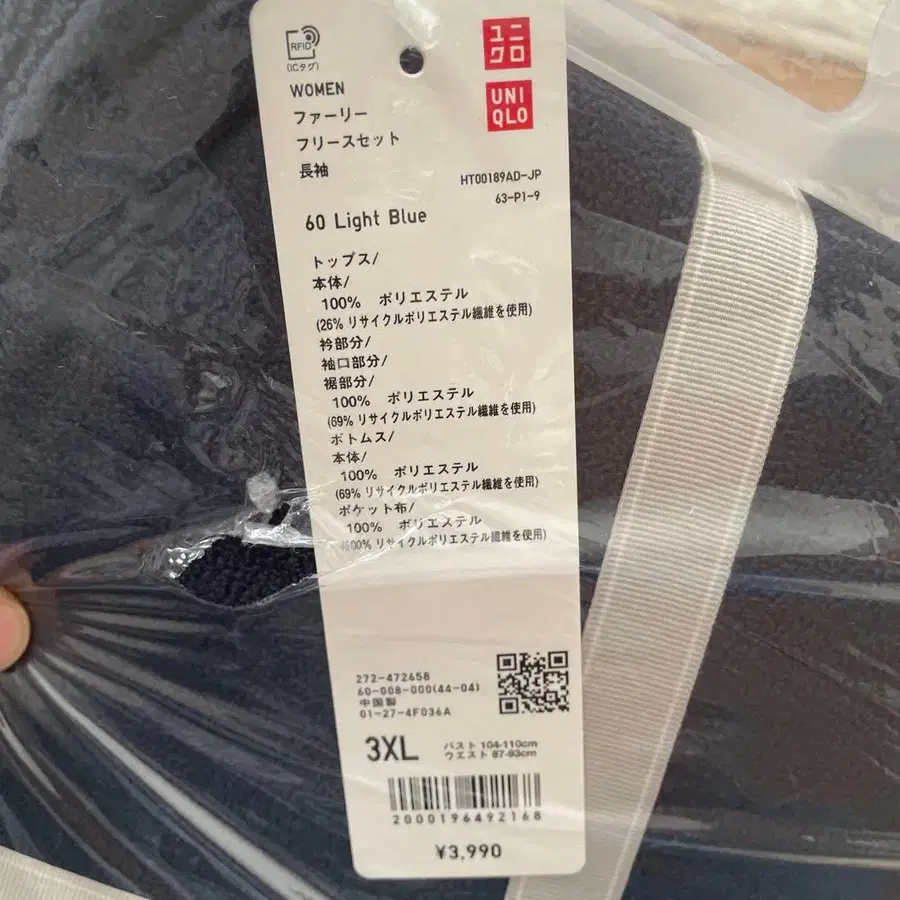 RFID
(ICタグ)
ユニ
クロ
UNI
QLO
WOMEN
ファーリー
フリースセット
長袖
HT00189AD-JP
63-P1-9
60 Light Blue
トップス/
本体/
100% ポリエステル
(26% リサイクルポリエステル繊維を使用)
衿部分/
袖口部分/
裾部分/
100% ポリエステル
(69% リサイクルポリエステル繊維を使用)
ボトムス/
本体/
100% ポリエステル
(69% リサイクルポリエステル繊維を使用)
ポケット布/
100% ポリエステル
リサイクルポリエステル繊維を使用)
272-472658
60-008-000(44-04)
中国製
01-27-4F036A
3XL
バスト 104-110cm
ウエスト 87-93cm
2000196492168
¥3,990